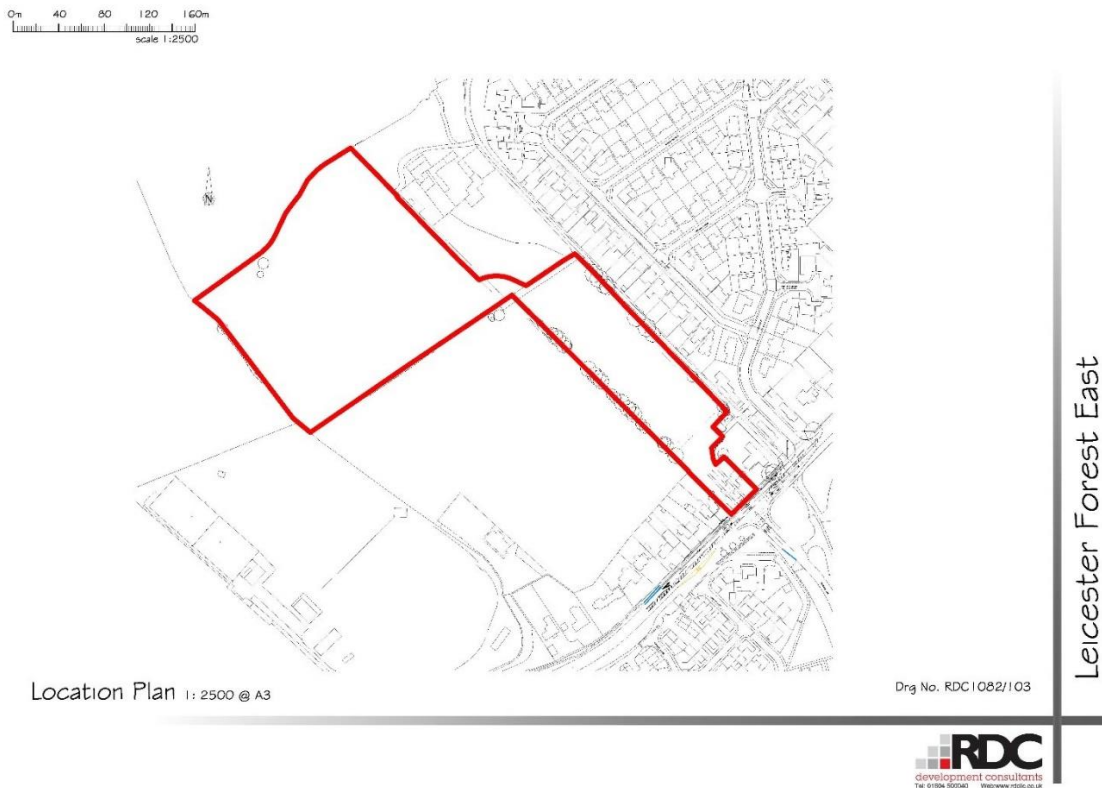 0m 40 80 120 160m
scale 1:2500
N
Location Plan 1: 2500 @ A3
Drg No. RDC1082/103
Leicester Forest East
RDC
development consultants